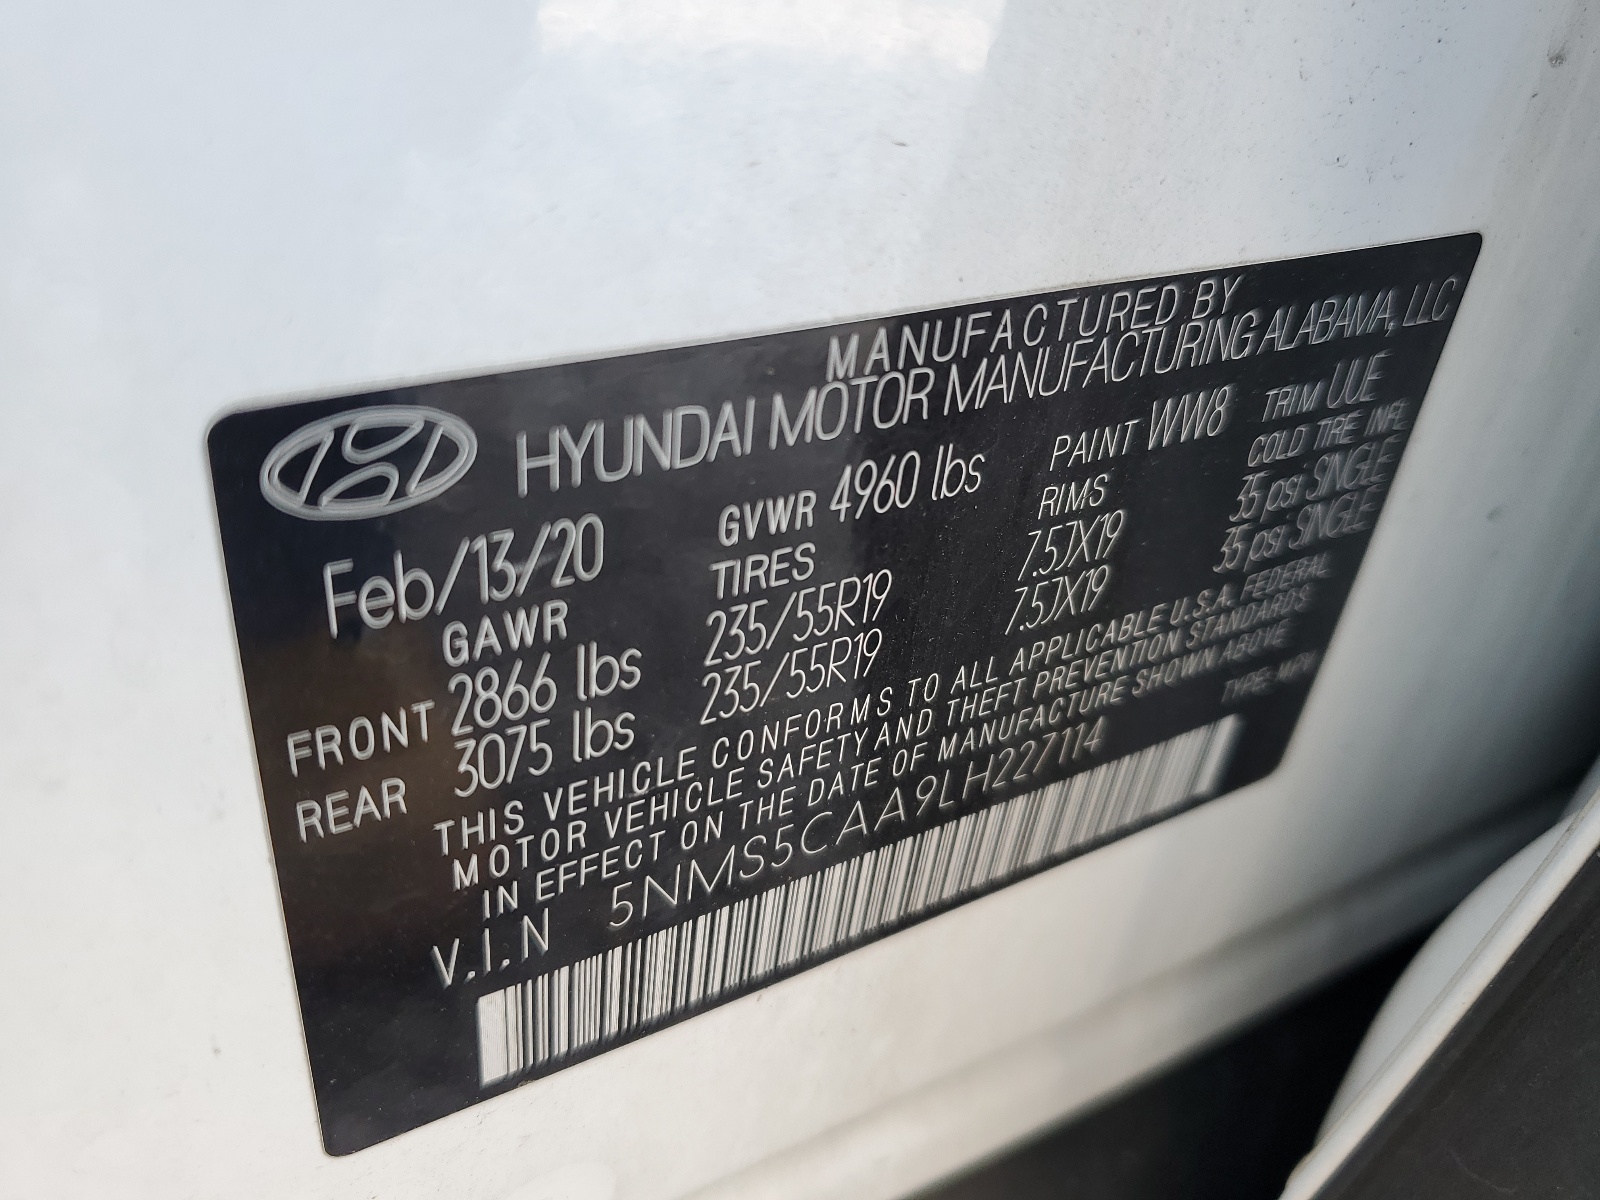 MANUFACTURED BY
HYUNDAI MOTOR MANUFACTURING ALABAMA, LLC
Feb/13/20 GVWR 4960 lbs PAINT WW8 TRIM UUE
GAWR TIRES RIMS COLD TIRE INFL
FRONT 2866 lbs 235/55R19 7.5JX19 35 psi SINGLE
REAR 3075 lbs 235/55R19 7.5JX19 35 psi SINGLE
THIS VEHICLE CONFORMS TO ALL APPLICABLE U.S.A. FEDERAL
MOTOR VEHICLE SAFETY AND THEFT PREVENTION STANDARDS
IN EFFECT ON THE DATE OF MANUFACTURE SHOWN ABOVE
V.I.N 5NMS5CAA9LH227114 TYPE: MPV